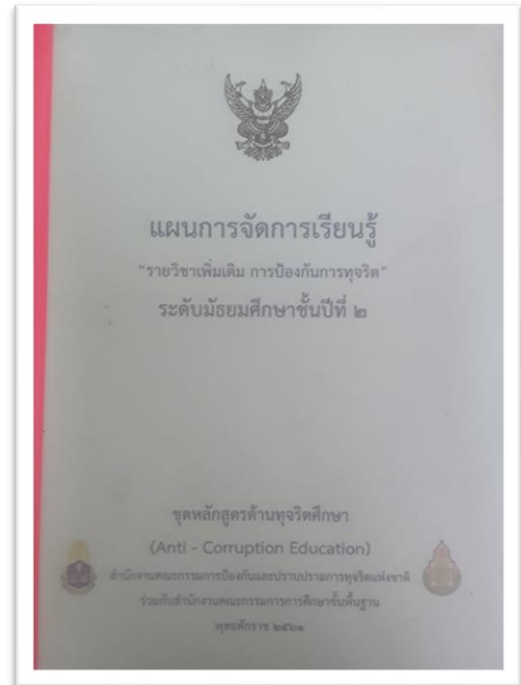 แผนการจัดการเรียนรู้
“รายวิชาเพิ่มเติม การป้องกันการทุจริต”
ระดับมัธยมศึกษาชั้นปีที่ ๒
ชุดหลักสูตรต้านทุจริตศึกษา
(Anti - Corruption Education)
สำนักงานคณะกรรมการป้องกันและปราบปรามการทุจริตแห่งชาติ
ร่วมกับสำนักงานคณะกรรมการการศึกษาขั้นพื้นฐาน
พุทธศักราช ๒๕๖๑